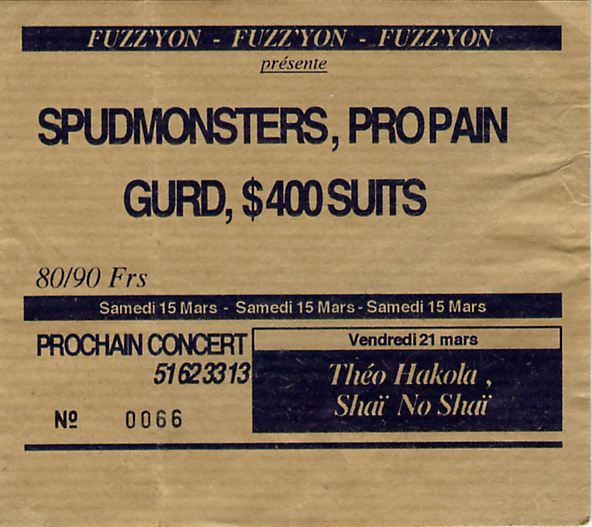 FUZZ'YON - FUZZ'YON - FUZZ'YON
présente
SPUDMONSTERS, PRO PAIN
GURD, $400 SUITS
80/90 Frs
Samedi 15 Mars - Samedi 15 Mars - Samedi 15 Mars
PROCHAIN CONCERT
51 62 33 13
Nº 0066
Vendredi 21 mars
Théo Hakola ,
Shaï No Shaï